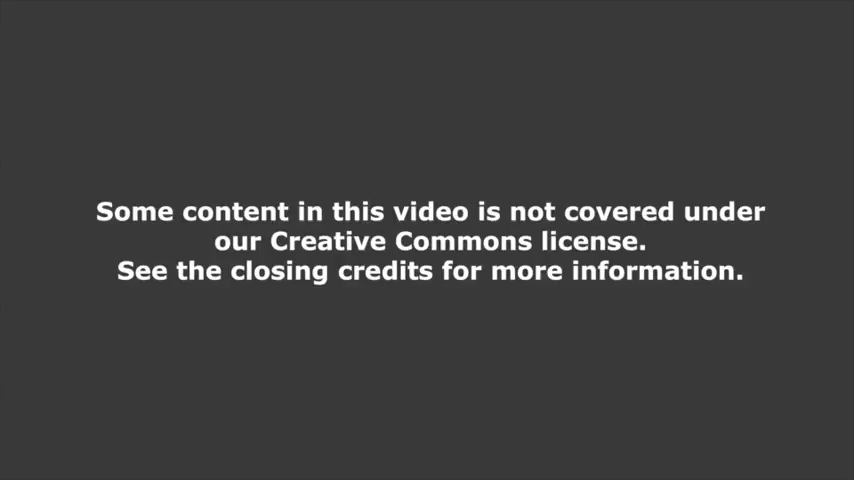 Some content in this video is not covered under
our Creative Commons license.
See the closing credits for more information.